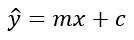 ŷ = mx + c